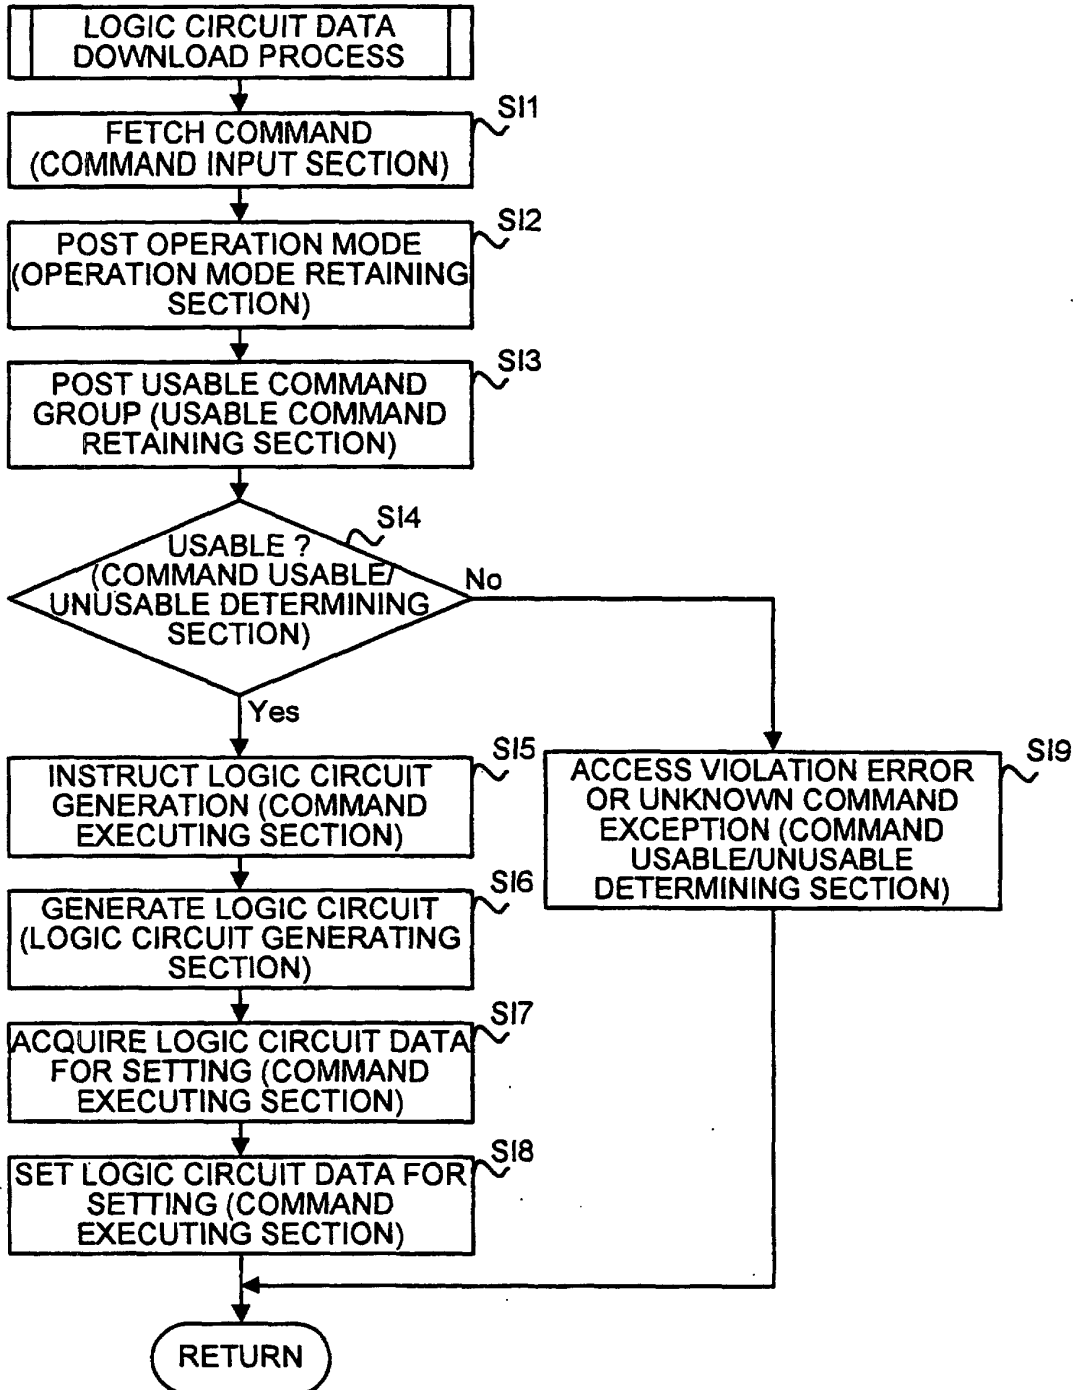 LOGIC CIRCUIT DATA
DOWNLOAD PROCESS
SI1
FETCH COMMAND
(COMMAND INPUT SECTION)
SI2
POST OPERATION MODE
(OPERATION MODE RETAINING
SECTION)
SI3
POST USABLE COMMAND
GROUP (USABLE COMMAND
RETAINING SECTION)
SI4
USABLE ?
(COMMAND USABLE/
UNUSABLE DETERMINING
SECTION)
No
Yes
SI5
INSTRUCT LOGIC CIRCUIT
GENERATION (COMMAND
EXECUTING SECTION)
SI9
ACCESS VIOLATION ERROR
OR UNKNOWN COMMAND
EXCEPTION (COMMAND
USABLE/UNUSABLE
DETERMINING SECTION)
SI6
GENERATE LOGIC CIRCUIT
(LOGIC CIRCUIT GENERATING
SECTION)
SI7
ACQUIRE LOGIC CIRCUIT DATA
FOR SETTING (COMMAND
EXECUTING SECTION)
SI8
SET LOGIC CIRCUIT DATA FOR
SETTING (COMMAND
EXECUTING SECTION)
RETURN